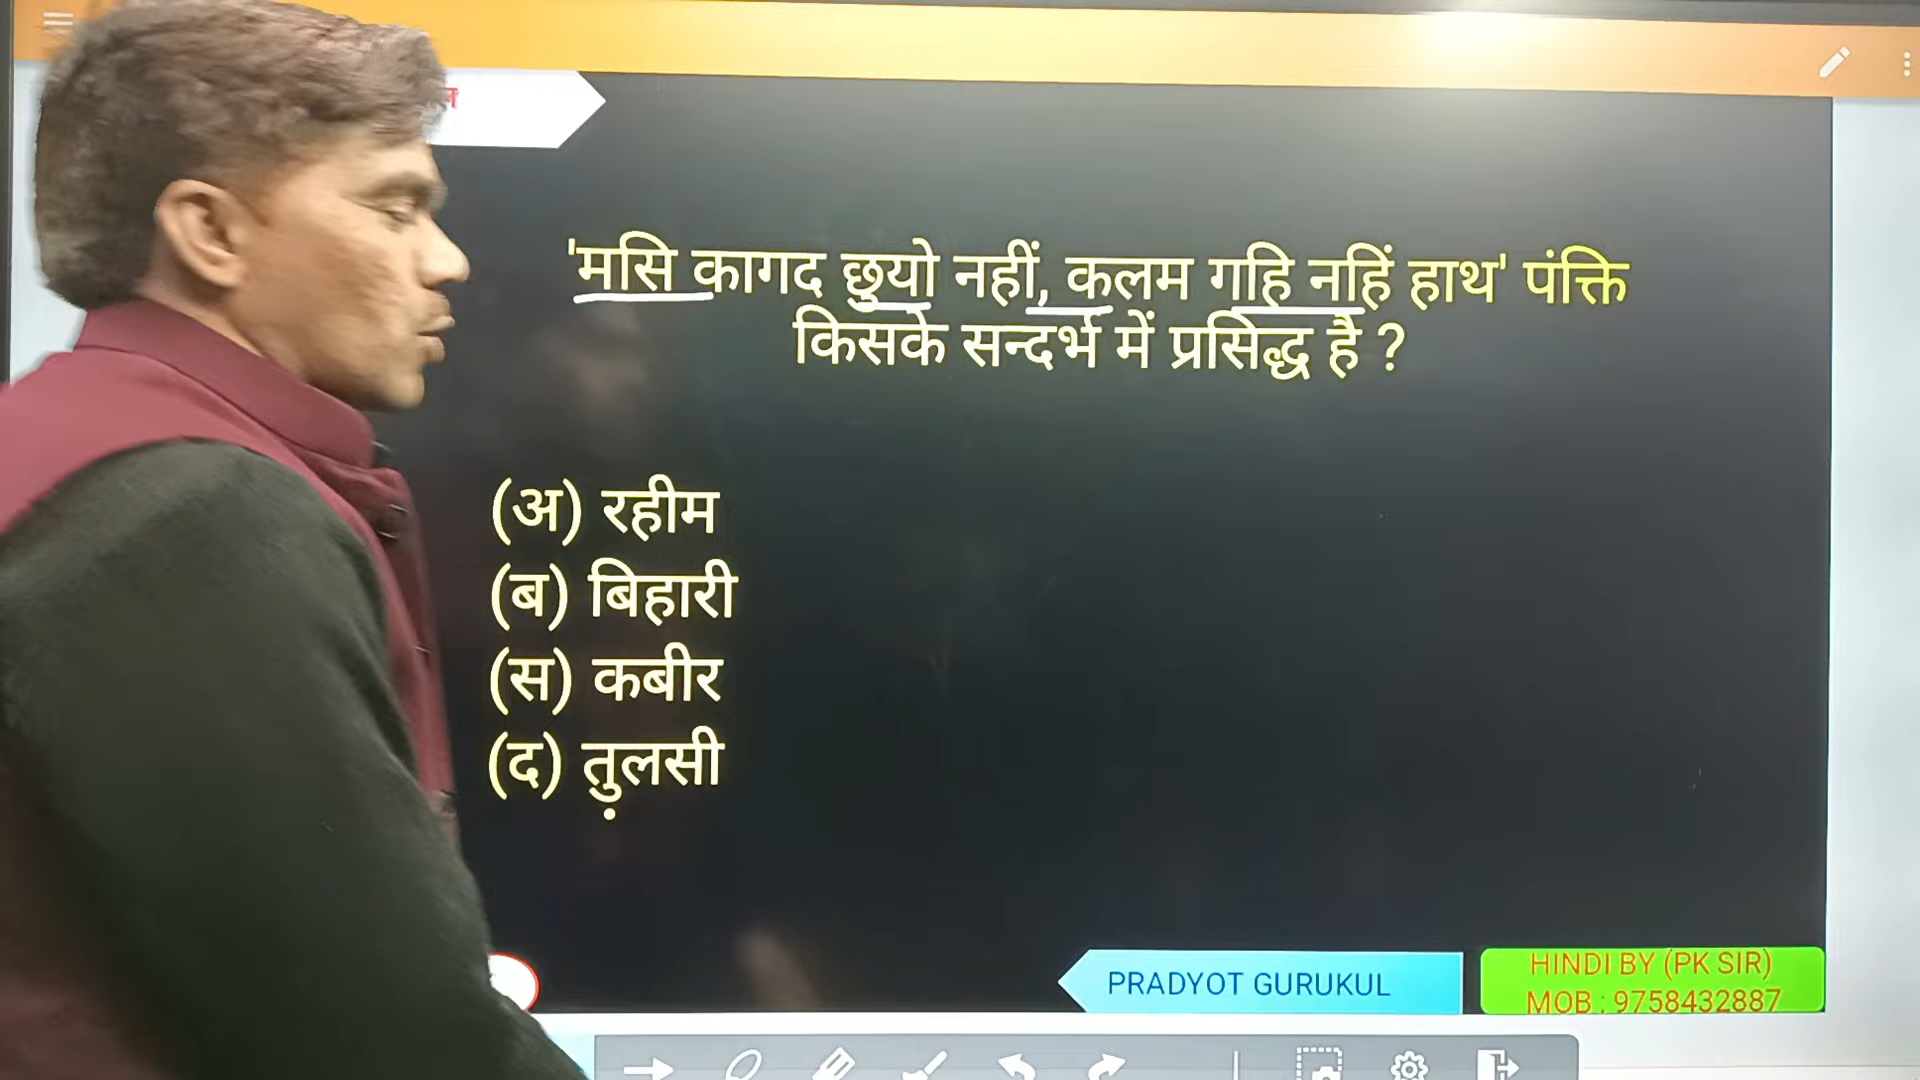 'मसि कागद छुयो नहीं, कलम गहि नहिं हाथ' पंक्ति
किसके सन्दर्भ में प्रसिद्ध है ?
(अ) रहीम
(ब) बिहारी
(स) कबीर
(द) तुलसी
PRADYOT GURUKUL
HINDI BY (PK SIR)
MOB : 9758432887